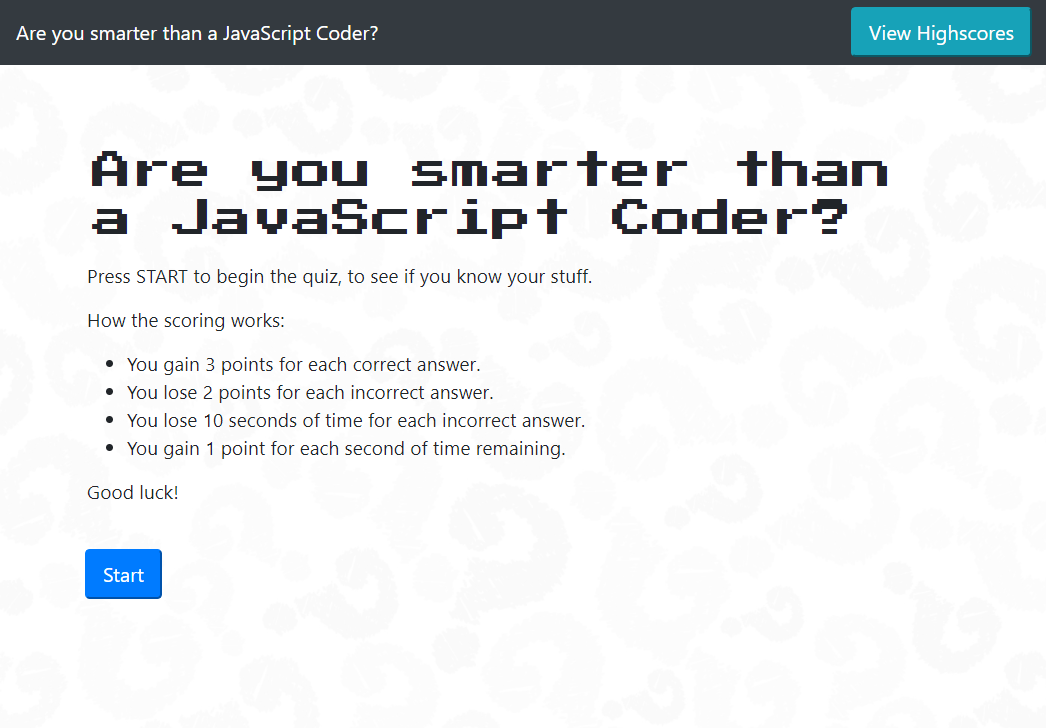 Are you smarter than a JavaScript Coder?
View Highscores
Are you smarter than
a JavaScript Coder?
Press START to begin the quiz, to see if you know your stuff.
How the scoring works:
You gain 3 points for each correct answer.
You lose 2 points for each incorrect answer.
You lose 10 seconds of time for each incorrect answer.
You gain 1 point for each second of time remaining.
Good luck!
Start